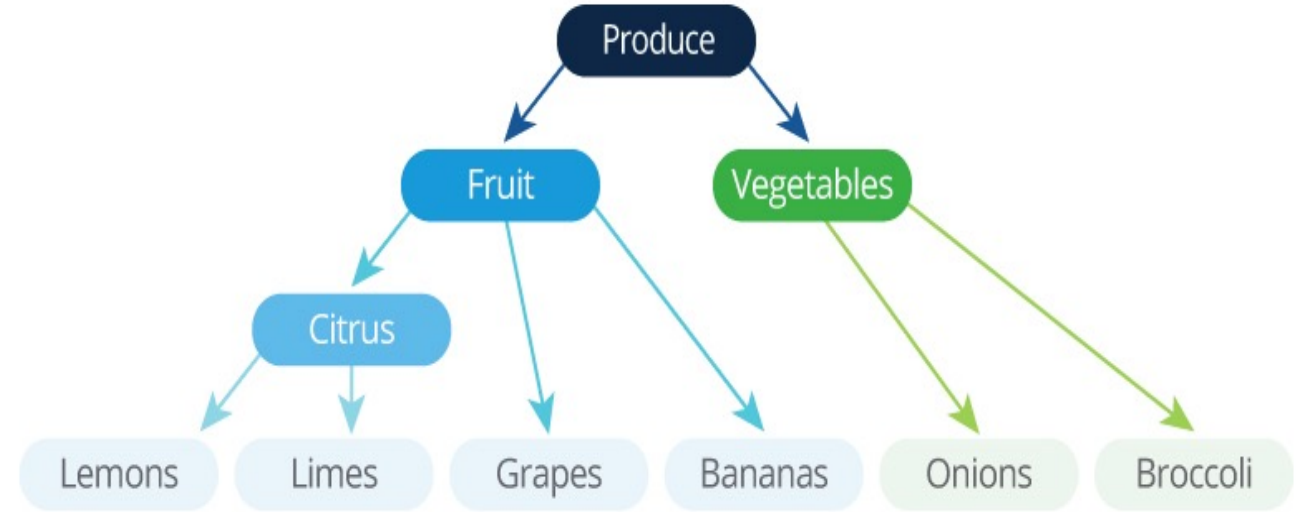 Produce
Fruit
Vegetables
Citrus
Lemons
Limes
Grapes
Bananas
Onions
Broccoli